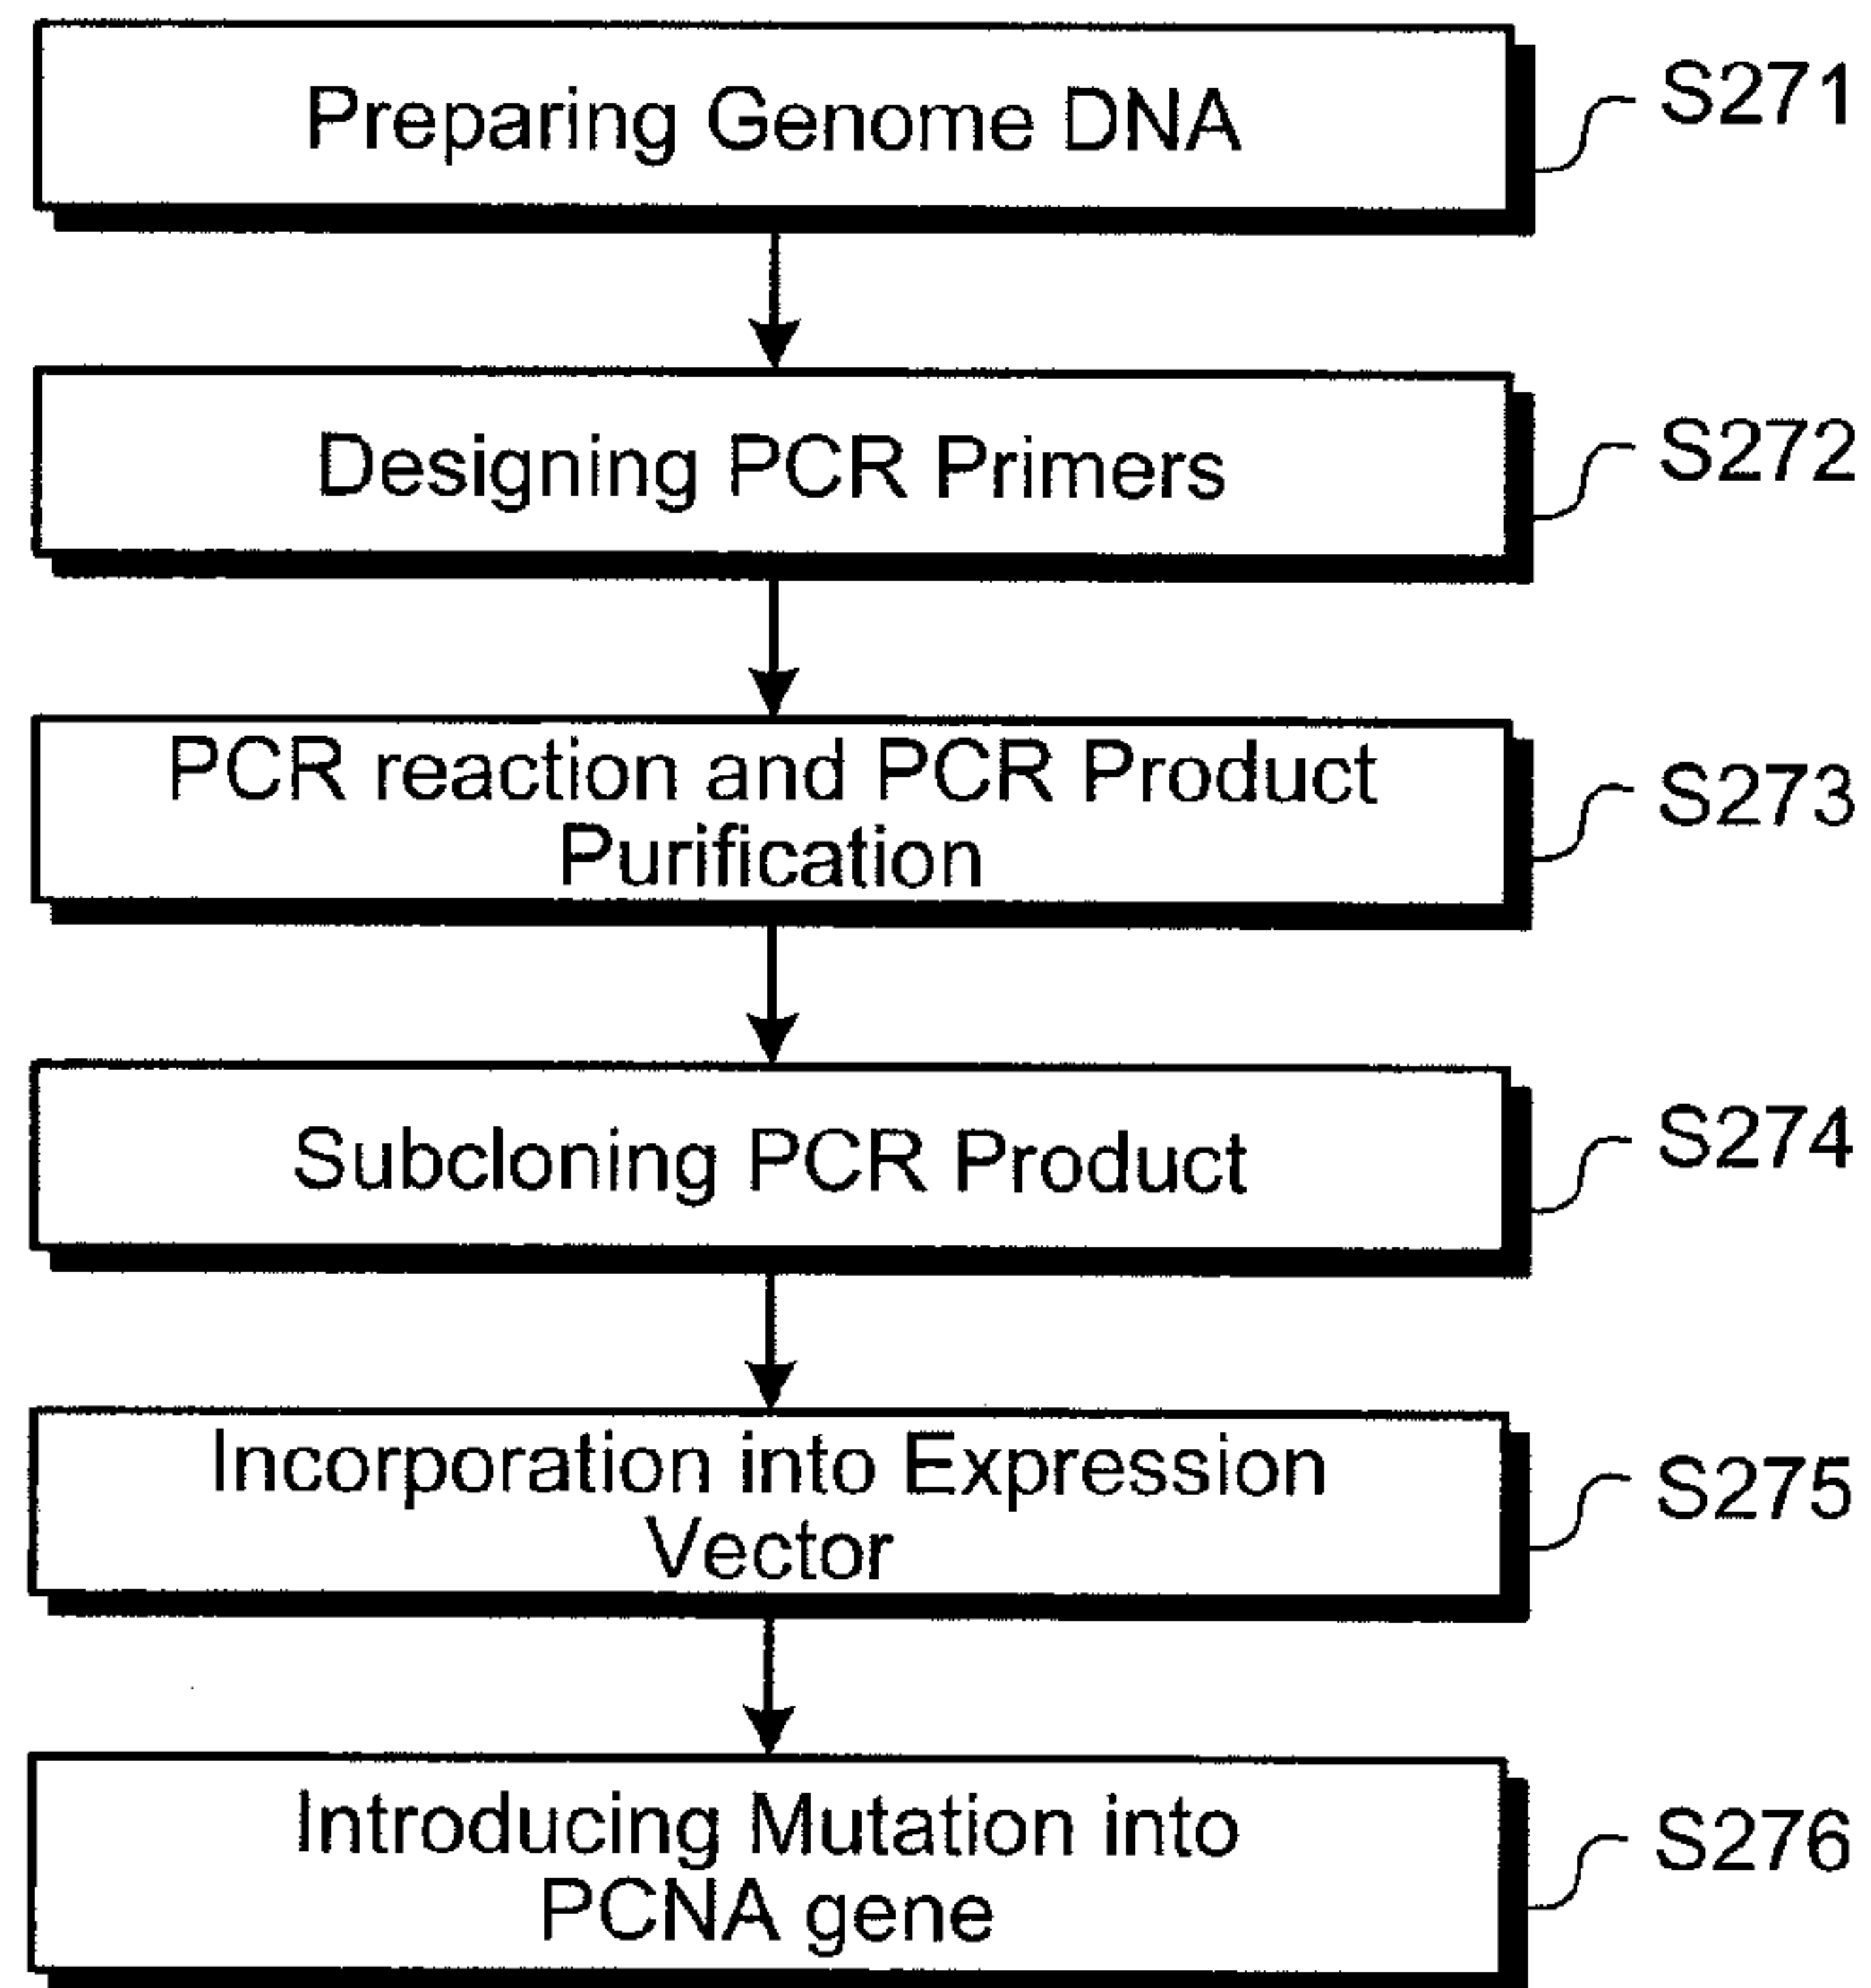 Preparing Genome DNA
S271
Designing PCR Primers
S272
PCR reaction and PCR Product
Purification
S273
Subcloning PCR Product
S274
Incorporation into Expression
Vector
S275
Introducing Mutation into
PCNA gene
S276